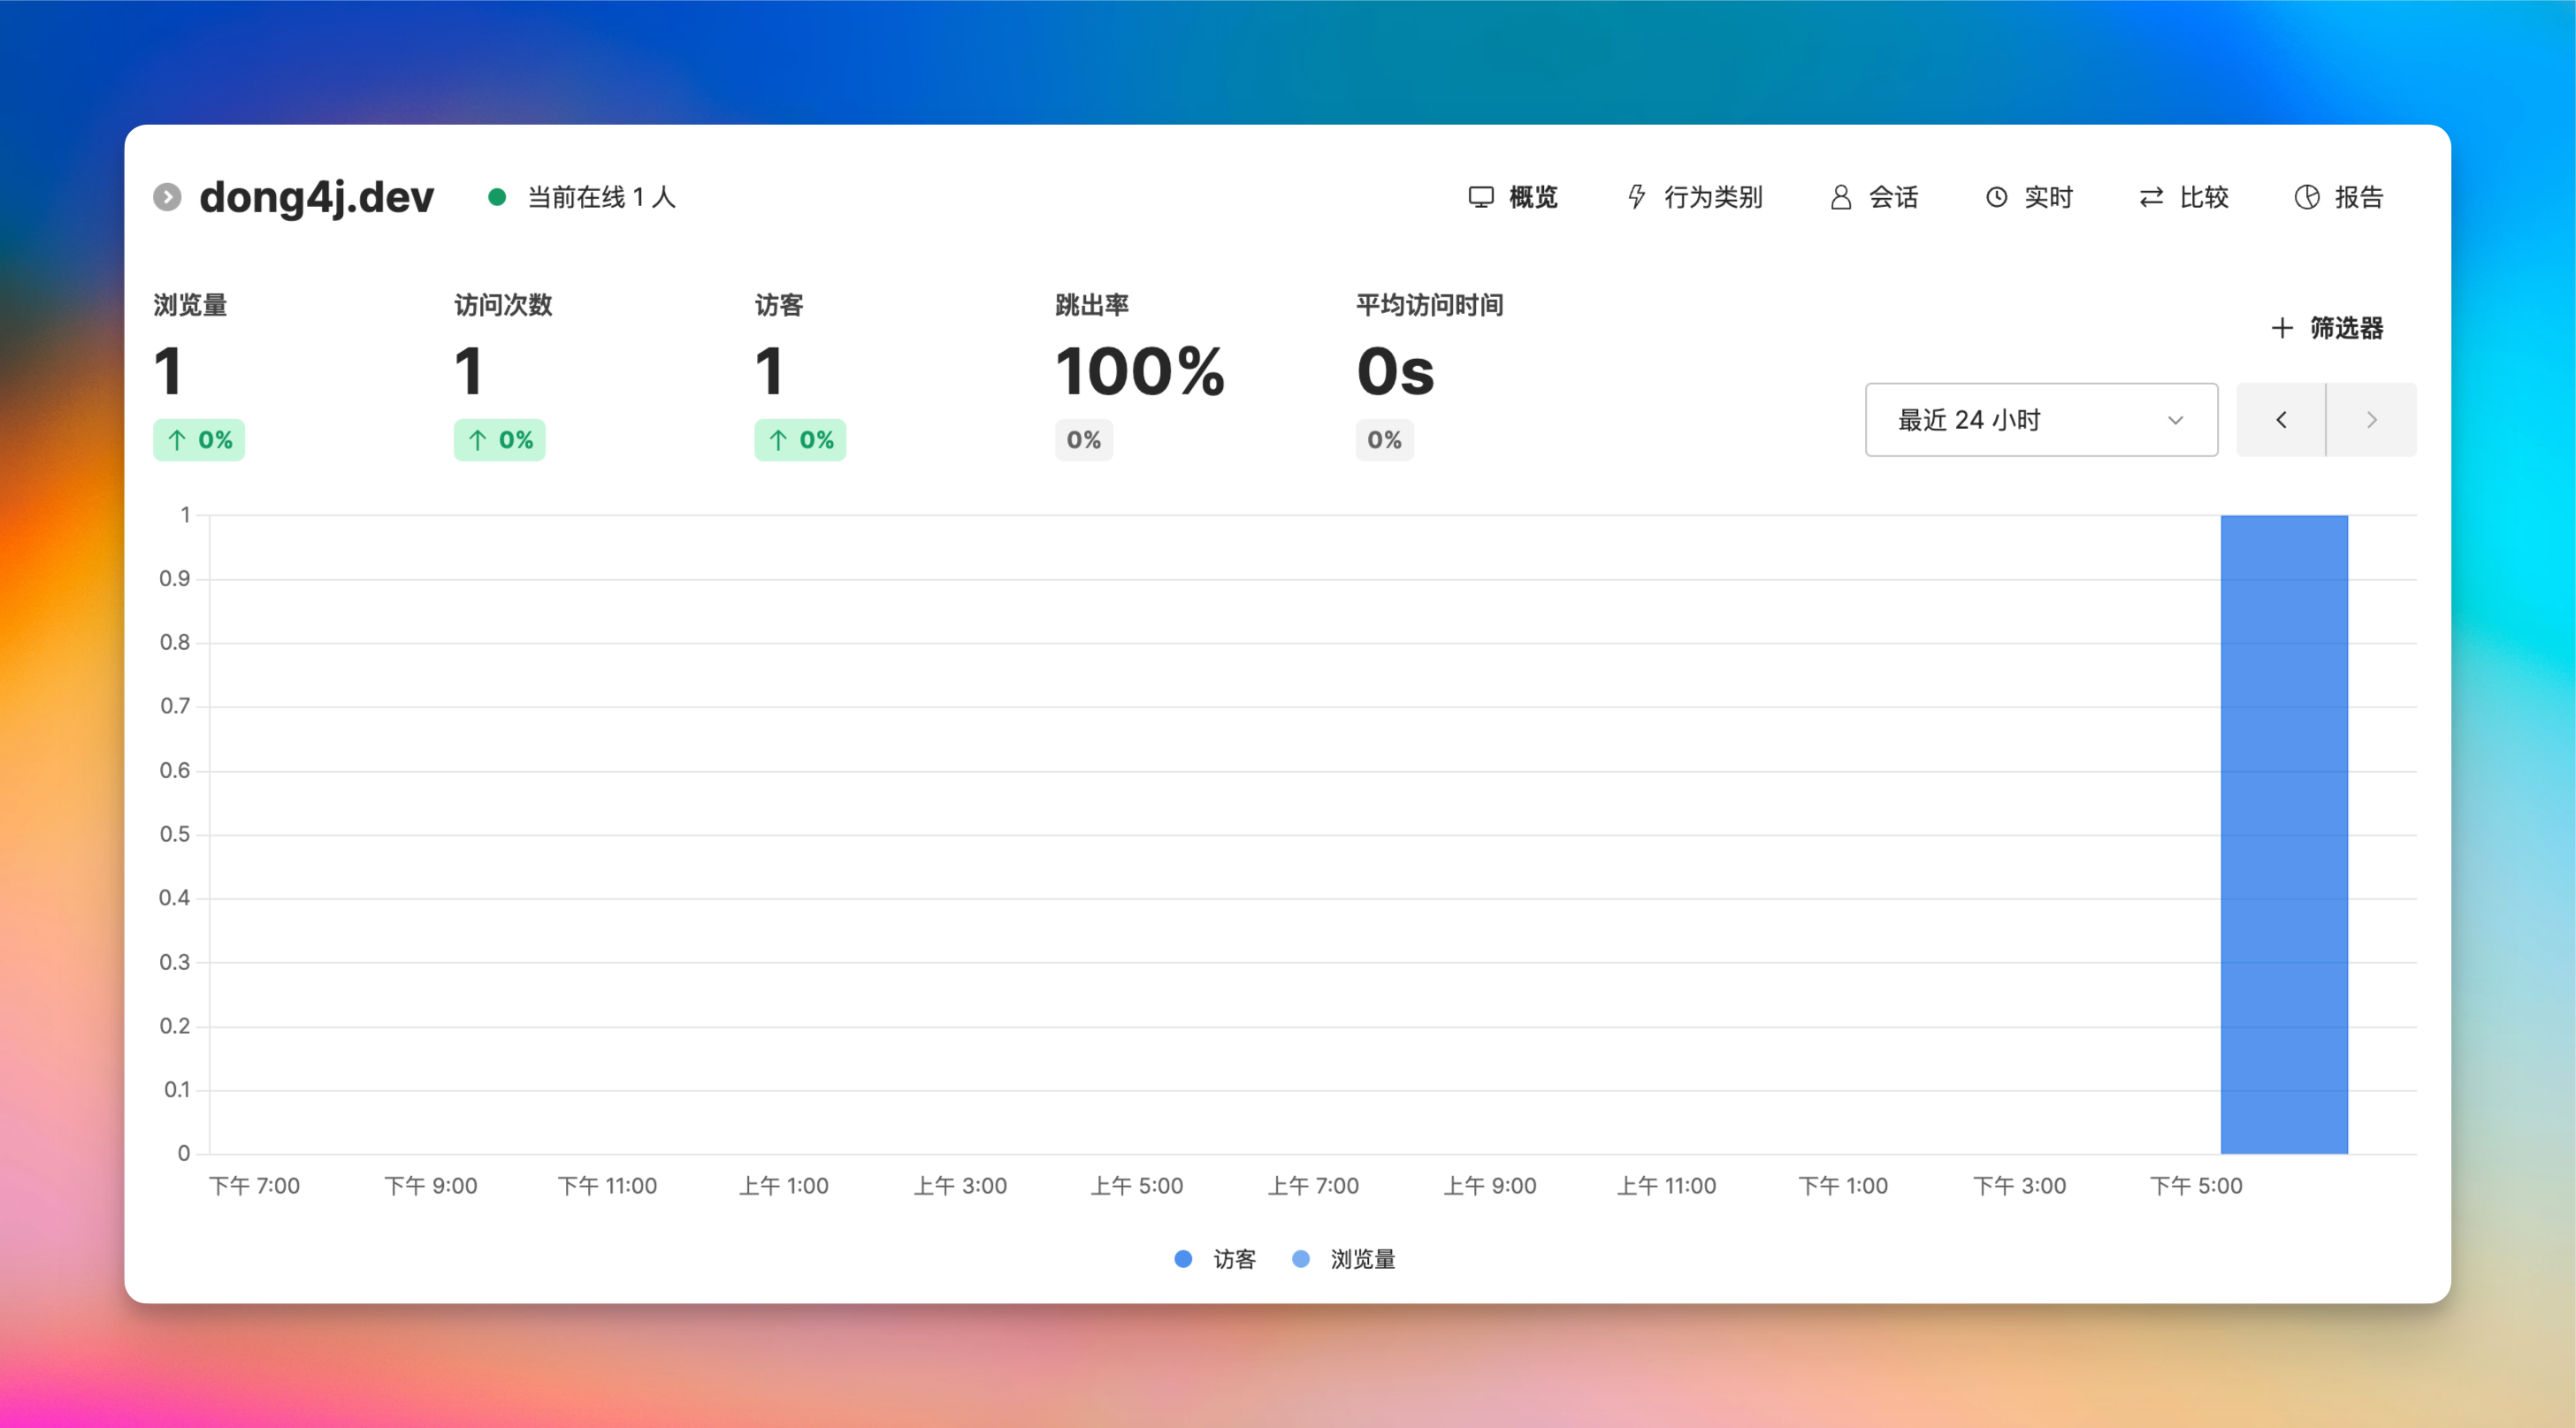 dong4j.dev 当前在线 1 人 概览 行为类别 会话 实时 比较 报告
浏览量 访问次数 访客 跳出率 平均访问时间
筛选器
1 1 1 100% 0s
最近 24 小时
0% 0% 0% 0% 0%
1
0.9
0.8
0.7
0.6
0.5
0.4
0.3
0.2
0.1
0
下午 7:00 下午 9:00 下午 11:00 上午 1:00 上午 3:00 上午 5:00 上午 7:00 上午 9:00 上午 11:00 下午 1:00 下午 3:00 下午 5:00
访客 浏览量